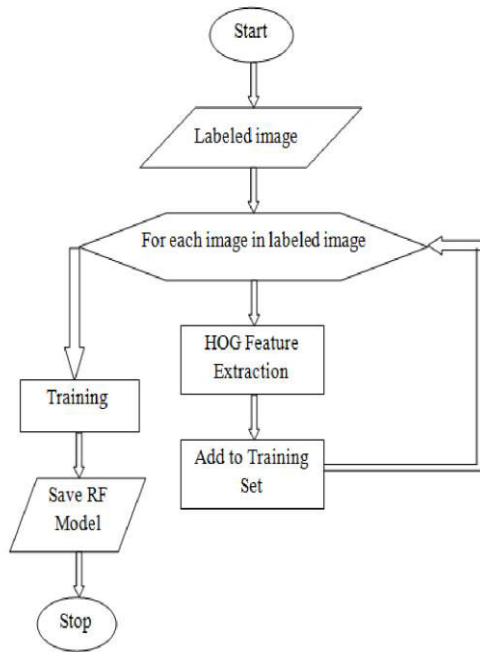 Start
Labeled image
For each image in labeled image
HOG Feature
Extraction
Training
Add to Training
Set
Save RF
Model
Stop